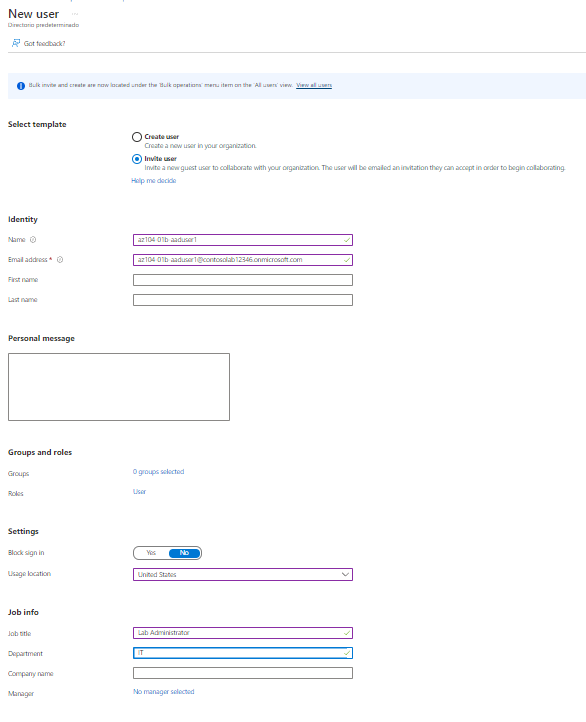 New user ...
Directorio predeterminado
Got feedback?
Bulk invite and create are now located under the 'Bulk operations' menu item on the 'All users' view. View all users
Select template
Create user
Create a new user in your organization.
Invite user
Invite a new guest user to collaborate with your organization. The user will be emailed an invitation they can accept in order to begin collaborating.
Help me decide
Identity
Name az104-01b-aaduser1
Email address * az104-01b-aaduser1@contosolab12346.onmicrosoft.com
First name
Last name
Personal message
Groups and roles
Groups 0 groups selected
Roles User
Settings
Block sign in Yes No
Usage location United States
Job info
Job title Lab Administrator
Department IT
Company name
Manager No manager selected